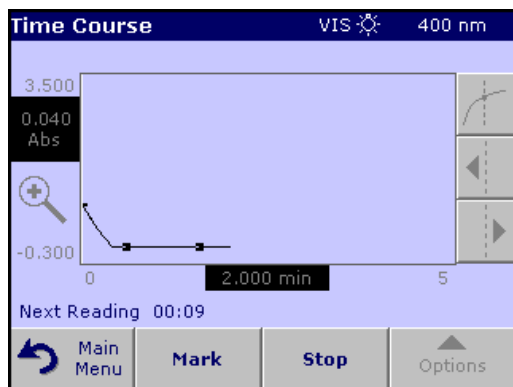 Time Course
VIS
400 nm
3.500
0.040
Abs
-0.300
0
2.000 min
5
Next Reading 00:09
Main
Menu
Mark
Stop
Options